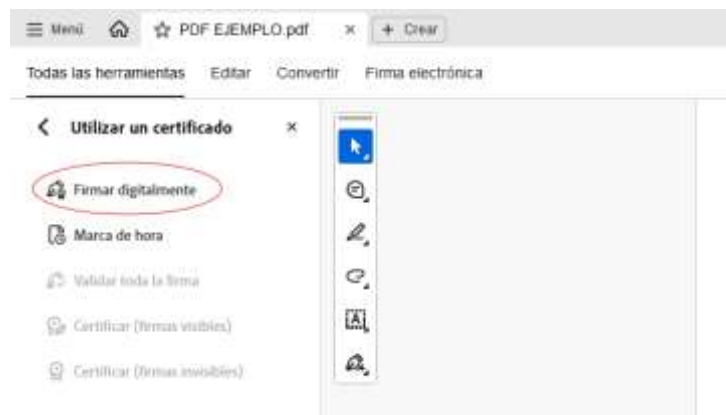 Menú PDF EJEMPLO.pdf × + Crear
Todas las herramientas Editar Convertir Firma electrónica
Utilizar un certificado ×
Firmar digitalmente
Marca de hora
Validar toda la firma
Certificar (firmas visibles)
Certificar (firmas invisibles)